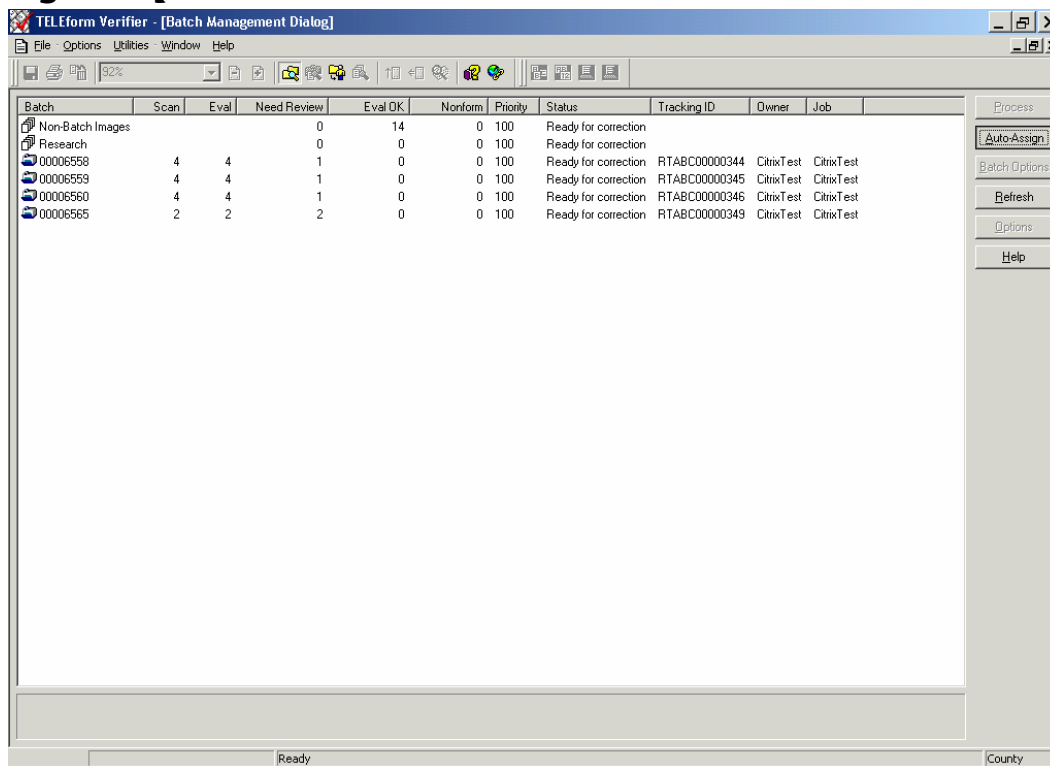 TELEform Verifier - [Batch Management Dialog]
File Options Utilities Window Help
92%
Batch Scan Eval Need Review Eval OK Nonform Priority Status Tracking ID Owner Job
Non-Batch Images 0 14 0 100 Ready for correction
Research 0 0 0 100 Ready for correction
00006558 4 4 1 0 0 100 Ready for correction RTABC00000344 CitrixTest CitrixTest
00006559 4 4 1 0 0 100 Ready for correction RTABC00000345 CitrixTest CitrixTest
00006560 4 4 1 0 0 100 Ready for correction RTABC00000346 CitrixTest CitrixTest
00006565 2 2 2 0 0 100 Ready for correction RTABC00000349 CitrixTest CitrixTest
Process
Auto-Assign
Batch Options
Refresh
Options
Help
Ready County